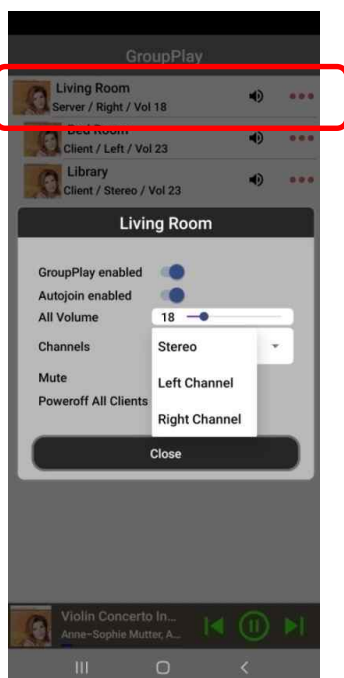 GroupPlay
Living Room
Server / Right / Vol 18
Bed Room
Client / Left / Vol 23
Library
Client / Stereo / Vol 23
Living Room
GroupPlay enabled
Autojoin enabled
All Volume 18
Channels Stereo
Mute Left Channel
Poweroff All Clients Right Channel
Close
Violin Concerto In...
Anne-Sophie Mutter, A...